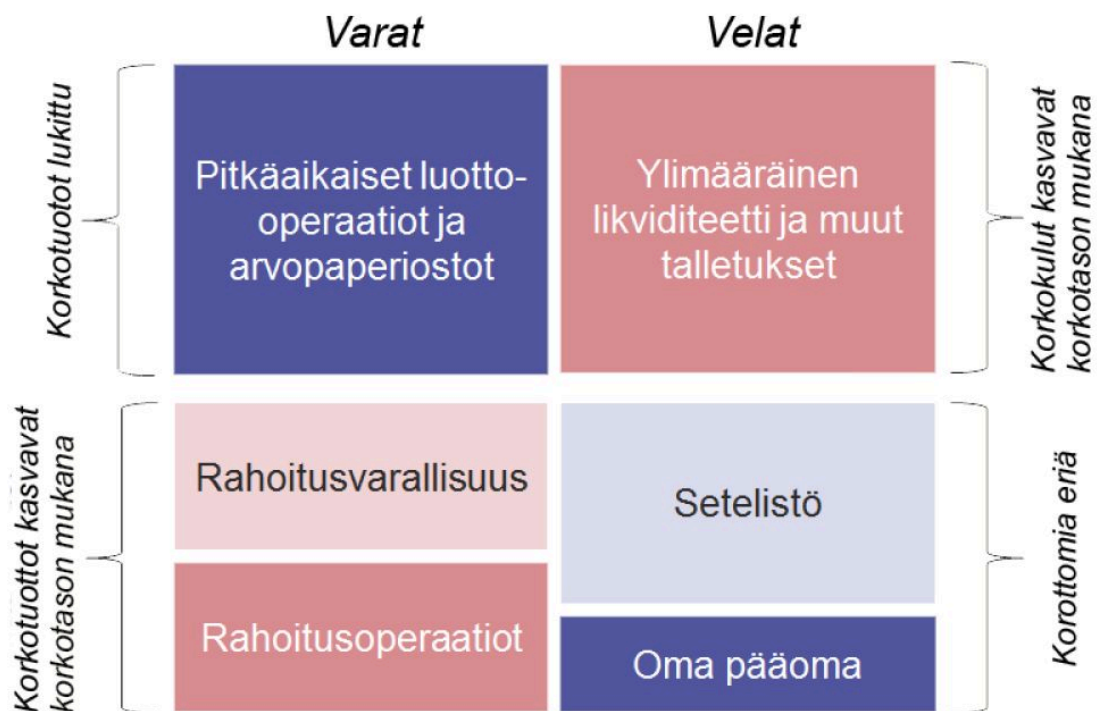 Varat
Velat
Korkotuotot lukittu
Pitkäaikaiset luotto-
operaatiot ja
arvopaperiostot
Ylimääräinen
likviditeetti ja muut
talletukset
Korkokulut kasvavat
korkotason mukana
Korkotuottot kasvavat
korkotason mukana
Rahoitusvarallisuus
Rahoitusoperaatiot
Setelistö
Oma pääoma
Korottomia eriä